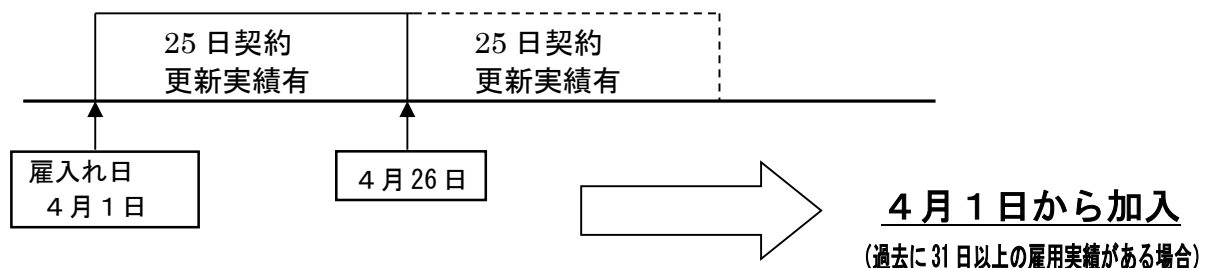 25日契約
更新実績有
25日契約
更新実績有
雇入れ日
４月１日
４月26日
４月１日から加入
（過去に31日以上の雇用実績がある場合）